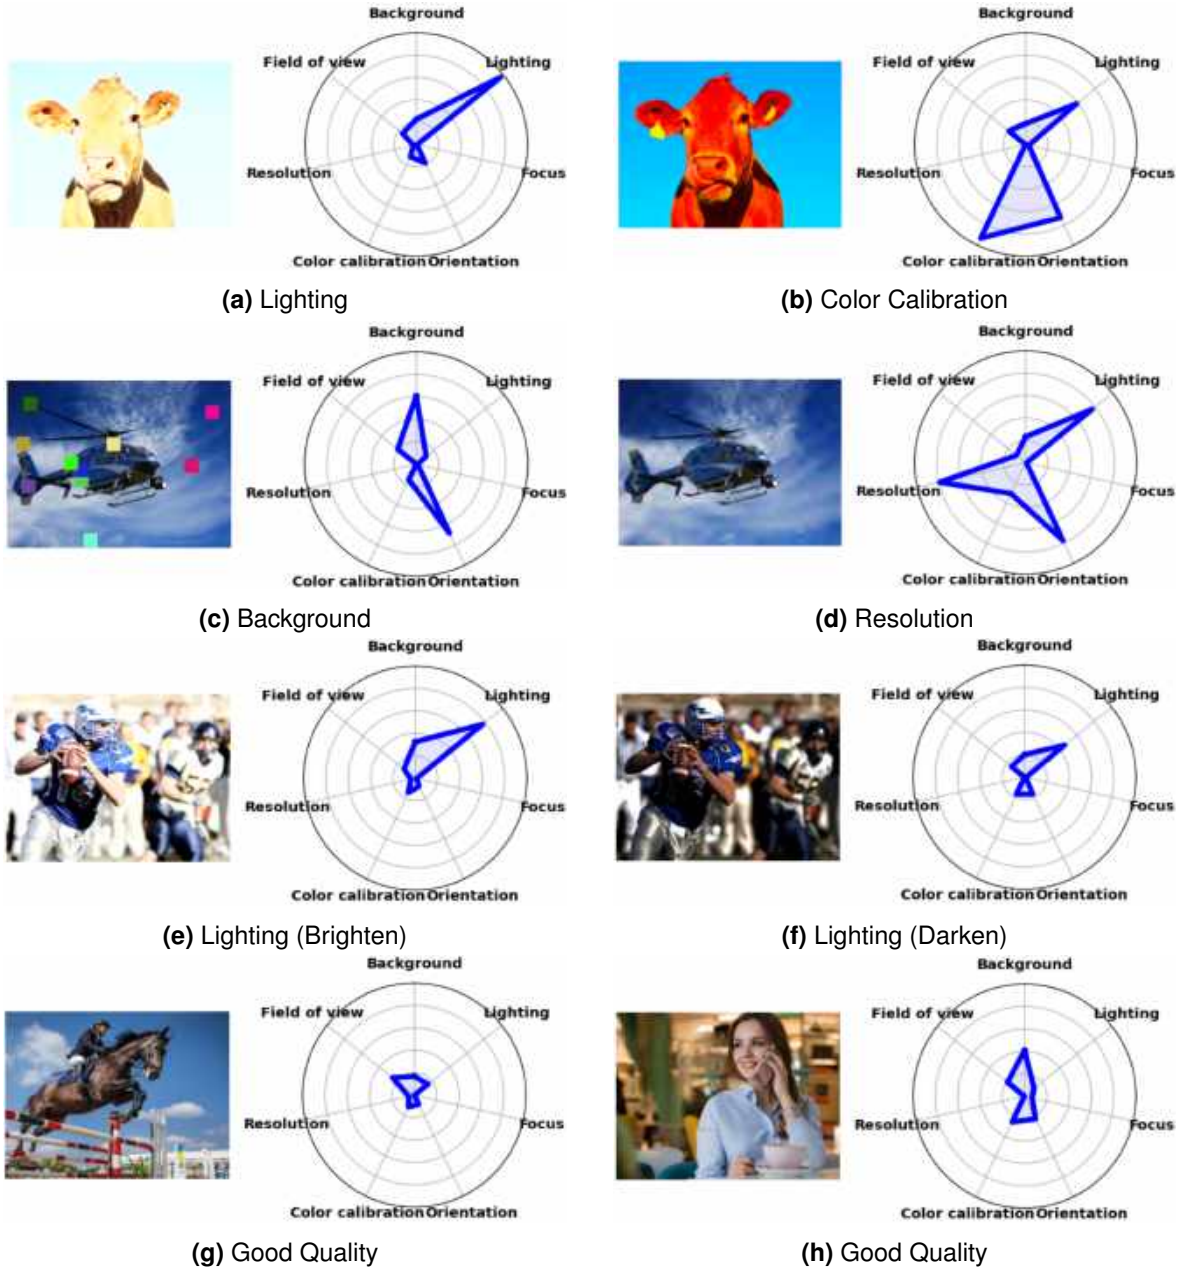 Background
Field of view
Lighting
Resolution
Focus
Color calibration
Orientation
(a) Lighting
Background
Field of view
Lighting
Resolution
Focus
Color calibration
Orientation
(b) Color Calibration
Background
Field of view
Lighting
Resolution
Focus
Color calibration
Orientation
(c) Background
Background
Field of view
Lighting
Resolution
Focus
Color calibration
Orientation
(d) Resolution
Background
Field of view
Lighting
Resolution
Focus
Color calibration
Orientation
(e) Lighting (Brighten)
Background
Field of view
Lighting
Resolution
Focus
Color calibration
Orientation
(f) Lighting (Darken)
Background
Field of view
Lighting
Resolution
Focus
Color calibration
Orientation
(g) Good Quality
Background
Field of view
Lighting
Resolution
Focus
Color calibration
Orientation
(h) Good Quality